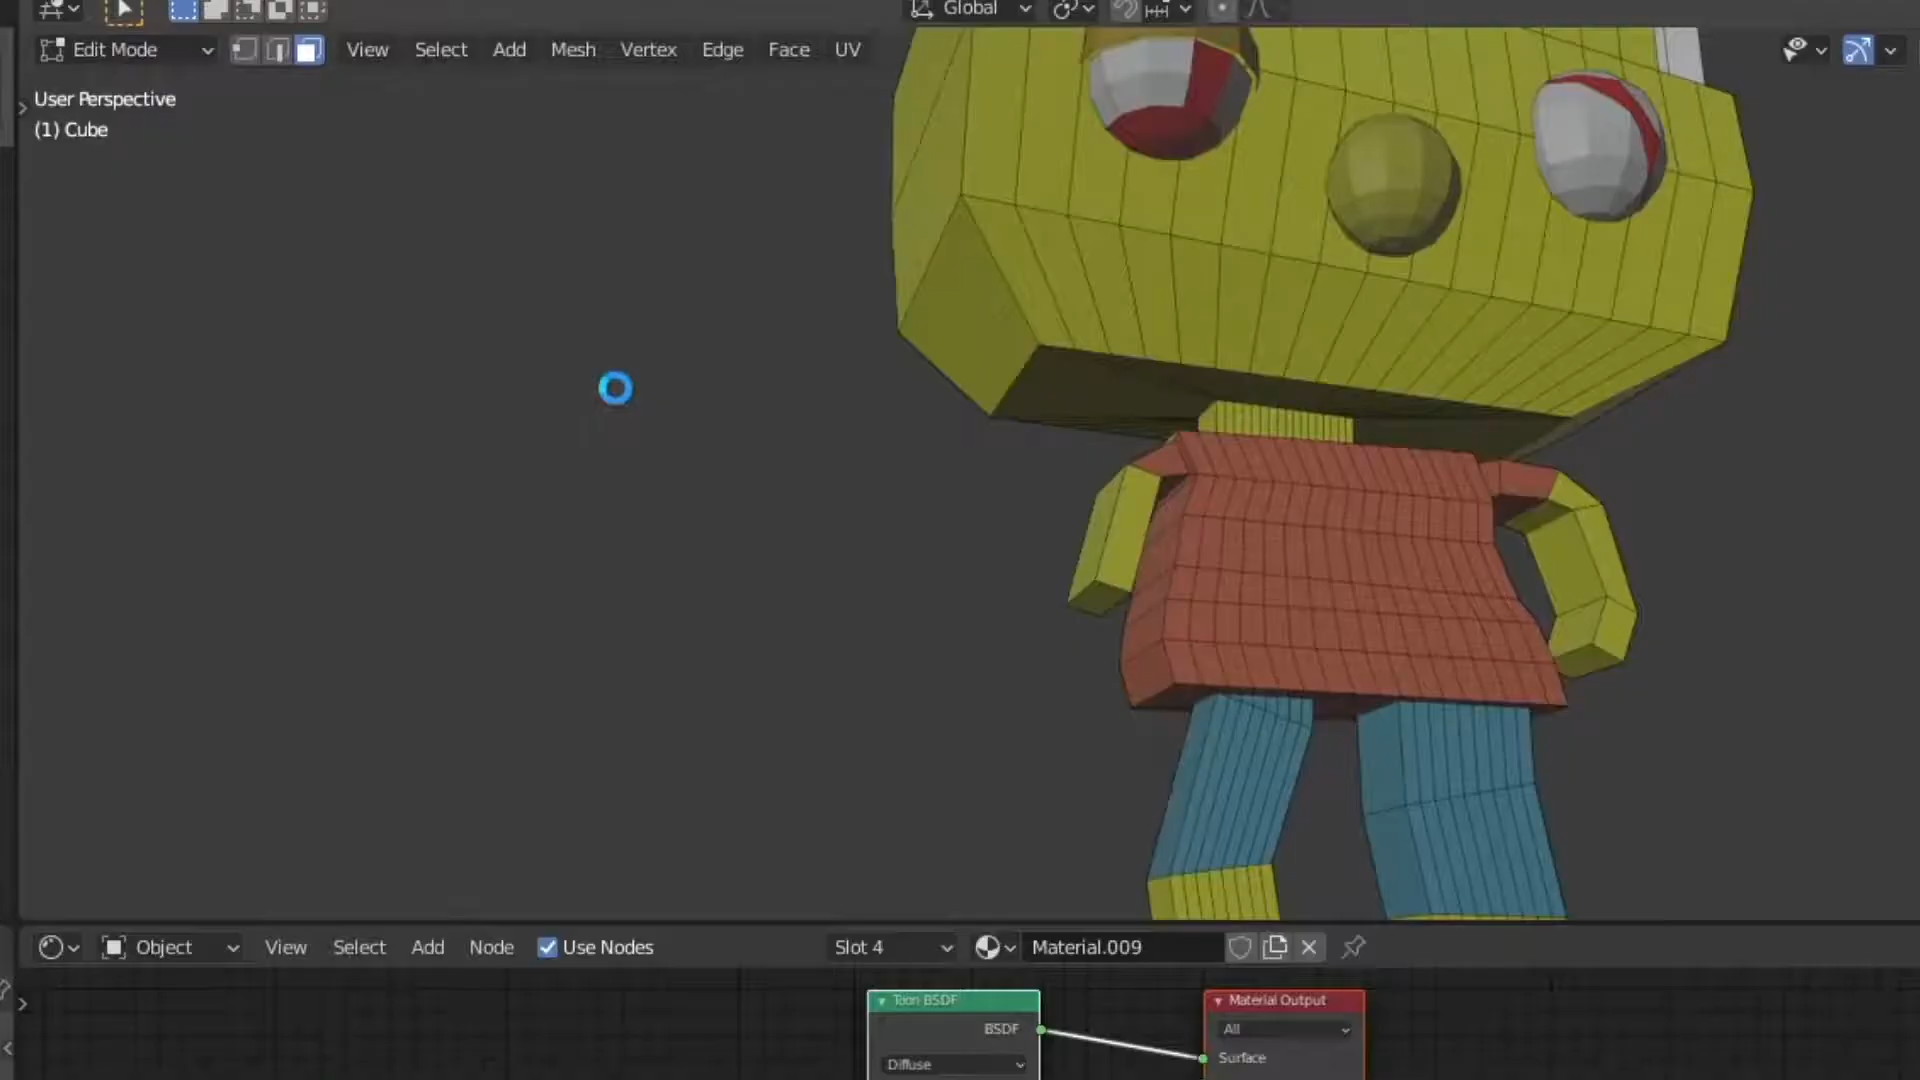 Global
Edit Mode View Select Add Mesh Vertex Edge Face UV
User Perspective
(1) Cube
Object View Select Add Node Use Nodes Slot 4 Material.009
Toon BSDF Material Output
BSDF All
Surface
Diffuse